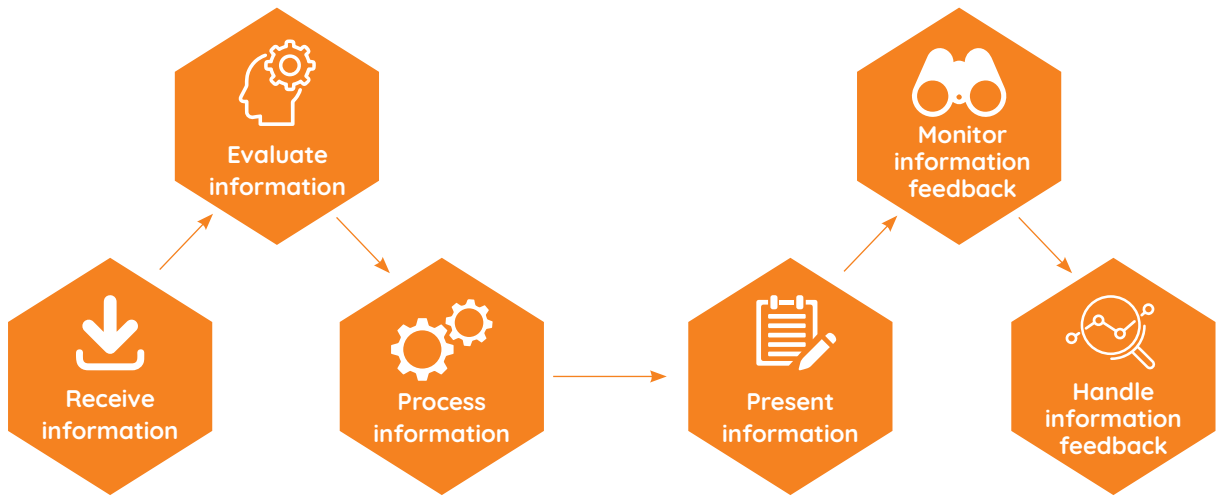 Receive
information
Evaluate
information
Process
information
Present
information
Monitor
information
feedback
Handle
information
feedback